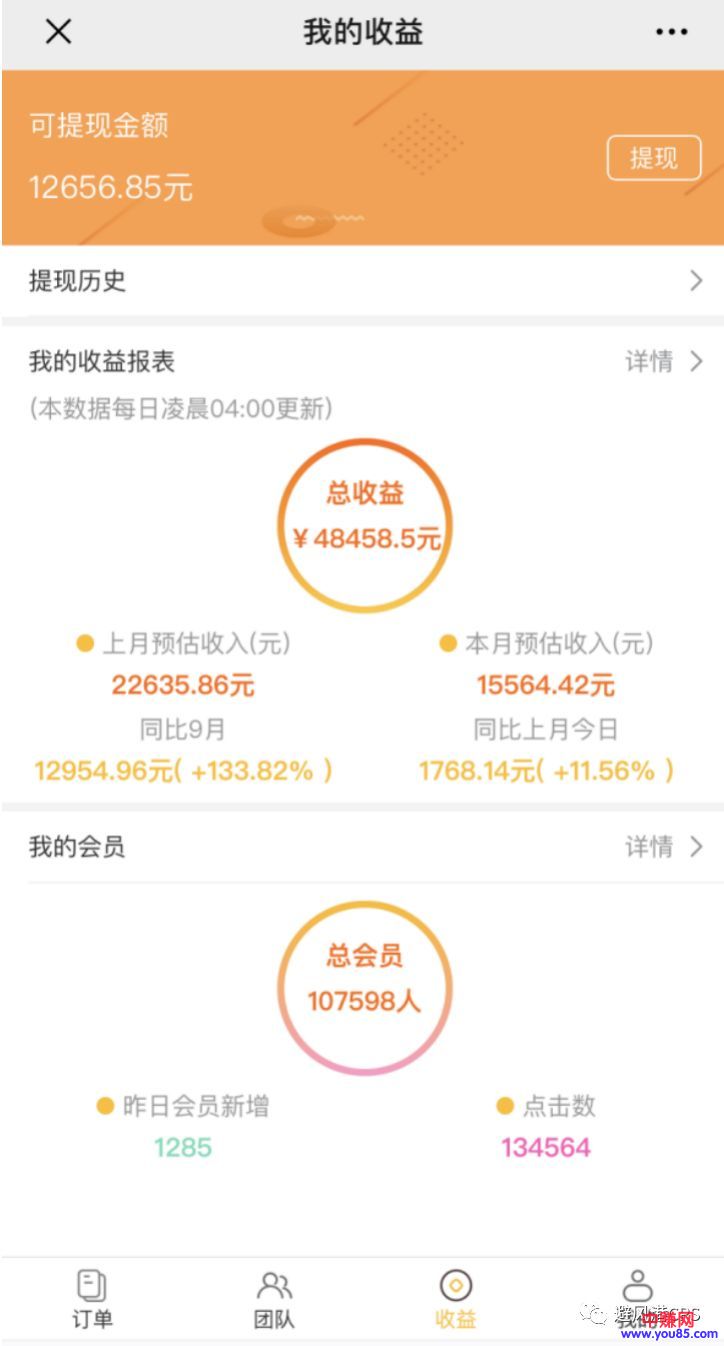 我的收益
可提现金额
12656.85元
提现
提现历史
我的收益报表
详情
(本数据每日凌晨04:00更新)
总收益
¥48458.5元
上月预估收入(元)
本月预估收入(元)
22635.86元
15564.42元
同比9月
同比上月今日
12954.96元( +133.82% )
1768.14元( +11.56% )
我的会员
详情
总会员
107598人
昨日会员新增
点击数
1285
134564
订单
团队
收益
我的
避风港CPS
中赚网
www.you85.com